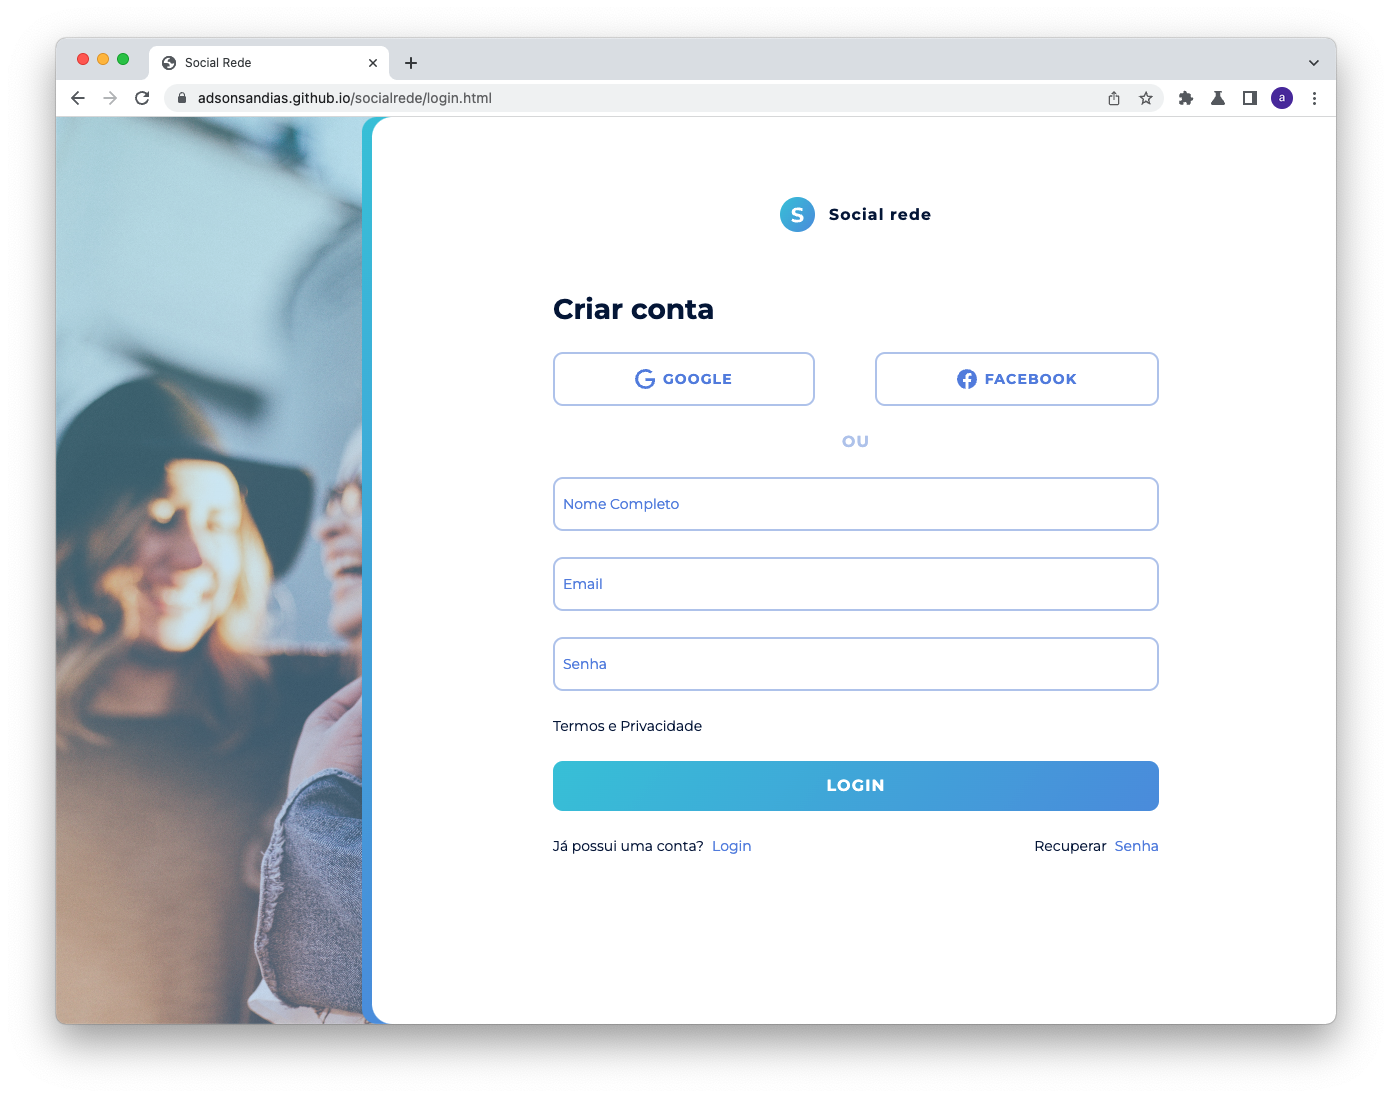 Social Rede
adsonsandias.github.io/socialrede/login.html
a
S Social rede
Criar conta
GOOGLE
FACEBOOK
OU
Nome Completo
Email
Senha
Termos e Privacidade
LOGIN
Já possui uma conta? Login
Recuperar Senha